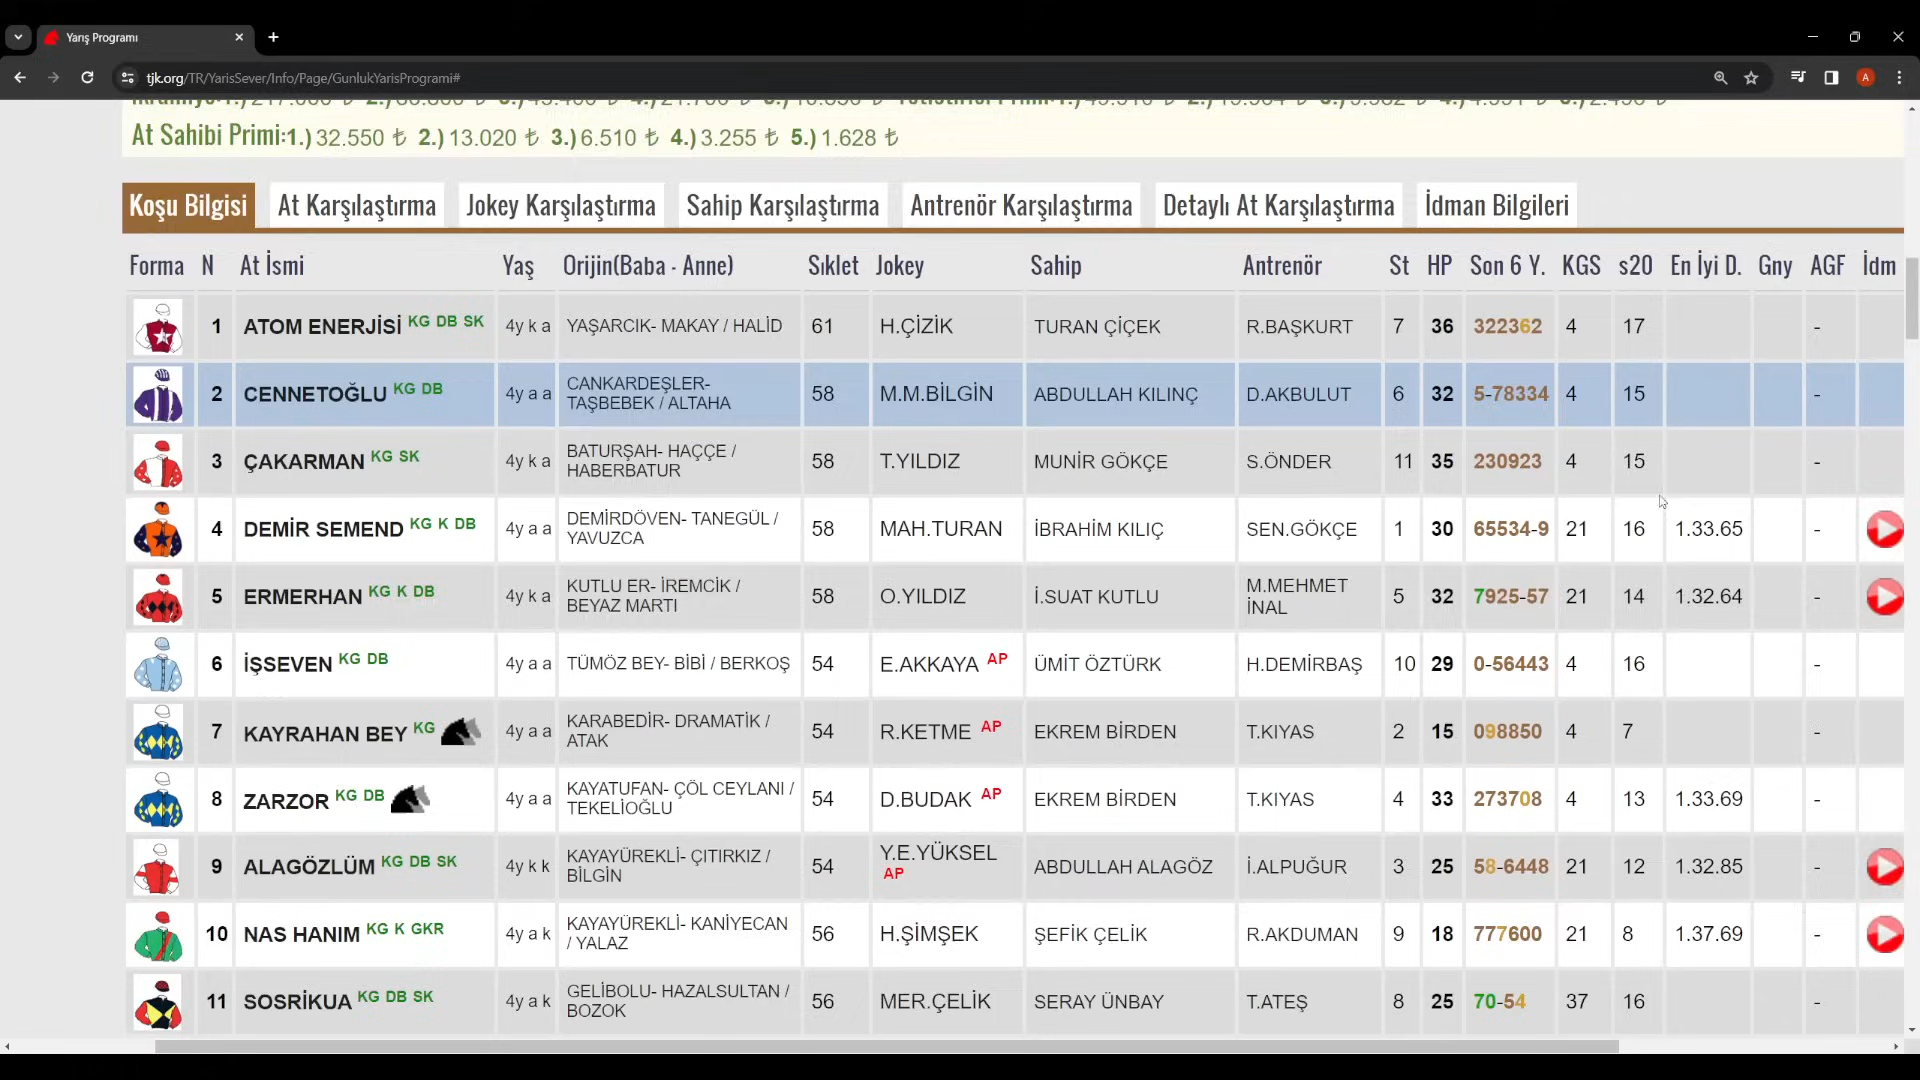 Yarış Programı
tjk.org/TR/YarisSever/Info/Page/GunlukYarisProgrami#
A
At Sahibi Primi:1.) 32.550 ₺ 2.) 13.020 ₺ 3.) 6.510 ₺ 4.) 3.255 ₺ 5.) 1.628 ₺
Koşu Bilgisi At Karşılaştırma Jokey Karşılaştırma Sahip Karşılaştırma Antrenör Karşılaştırma Detaylı At Karşılaştırma İdman Bilgileri
Forma N At İsmi Yaş Orijin(Baba - Anne) Sıklet Jokey Sahip Antrenör St HP Son 6 Y. KGS s20 En İyi D. Gny AGF İdm
1 ATOM ENERJİSİ KG DB SK 4y k a YAŞARCIK- MAKAY / HALİD 61 H.ÇİZİK TURAN ÇİÇEK R.BAŞKURT 7 36 322362 4 17 -
2 CENNETOĞLU KG DB 4y a a CANKARDEŞLER- TAŞBEBEK / ALTAHA 58 M.M.BİLGİN ABDULLAH KILINÇ D.AKBULUT 6 32 5-78334 4 15 -
3 ÇAKARMAN KG SK 4y k a BATURŞAH- HAÇÇE / HABERBATUR 58 T.YILDIZ MUNİR GÖKÇE S.ÖNDER 11 35 230923 4 15 -
4 DEMİR SEMEND KG K DB 4y a a DEMİRDÖVEN- TANEGÜL / YAVUZCA 58 MAH.TURAN İBRAHİM KILIÇ SEN.GÖKÇE 1 30 65534-9 21 16 1.33.65 -
5 ERMERHAN KG K DB 4y k a KUTLU ER- İREMCİK / BEYAZ MARTI 58 O.YILDIZ İ.SUAT KUTLU M.MEHMET İNAL 5 32 7925-57 21 14 1.32.64 -
6 İŞSEVEN KG DB 4y a a TÜMÖZ BEY- BİBİ / BERKOŞ 54 E.AKKAYA AP ÜMİT ÖZTÜRK H.DEMİRBAŞ 10 29 0-56443 4 16 -
7 KAYRAHAN BEY KG 4y a a KARABEDİR- DRAMATİK / ATAK 54 R.KETME AP EKREM BİRDEN T.KIYAS 2 15 098850 4 7 -
8 ZARZOR KG DB 4y a a KAYATUFAN- ÇÖL CEYLANI / TEKELİOĞLU 54 D.BUDAK AP EKREM BİRDEN T.KIYAS 4 33 273708 4 13 1.33.69 -
9 ALAGÖZLÜM KG DB SK 4y k k KAYAYÜREKLİ- ÇITIRKIZ / BİLGİN 54 Y.E.YÜKSEL AP ABDULLAH ALAGÖZ İ.ALPUĞUR 3 25 58-6448 21 12 1.32.85 -
10 NAS HANIM KG K GKR 4y a k KAYAYÜREKLİ- KANİYECAN / YALAZ 56 H.ŞİMŞEK ŞEFİK ÇELİK R.AKDUMAN 9 18 777600 21 8 1.37.69 -
11 SOSRİKUA KG DB SK 4y a k GELİBOLU- HAZALSULTAN / BOZOK 56 MER.ÇELİK SERAY ÜNBAY T.ATEŞ 8 25 70-54 37 16 -